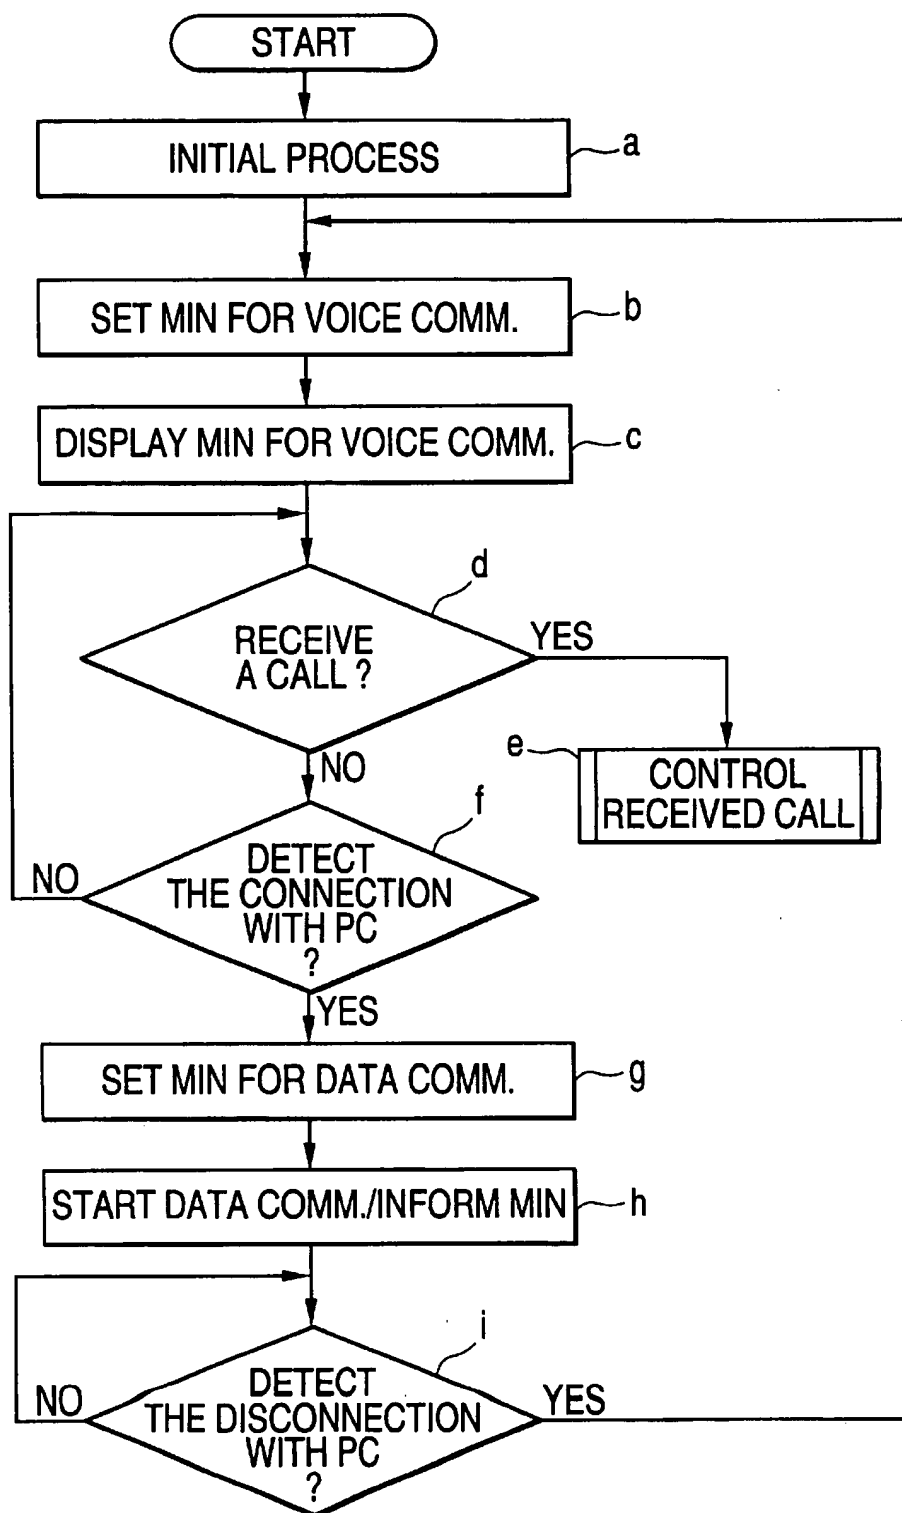 START
INITIAL PROCESS
a
SET MIN FOR VOICE COMM.
b
DISPLAY MIN FOR VOICE COMM.
c
d
RECEIVE
A CALL ?
YES
NO
e
CONTROL
RECEIVED CALL
f
DETECT
THE CONNECTION
WITH PC
?
NO
YES
SET MIN FOR DATA COMM.
g
START DATA COMM./INFORM MIN
h
i
DETECT
THE DISCONNECTION
WITH PC
?
NO
YES